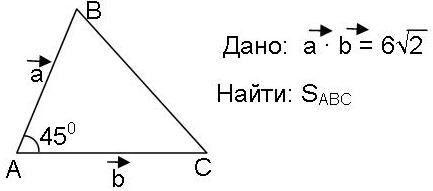 B
Дано: a⃗ · b⃗ = 6√2
a⃗
Найти: S_ABC
45⁰
A
C
b⃗